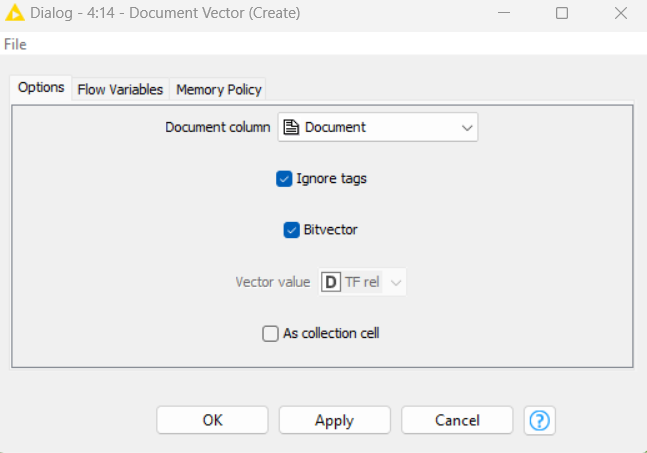 Dialog - 4:14 - Document Vector (Create)
File
Options Flow Variables Memory Policy
Document column Document
Ignore tags
Bitvector
Vector value D TF rel
As collection cell
OK Apply Cancel ?